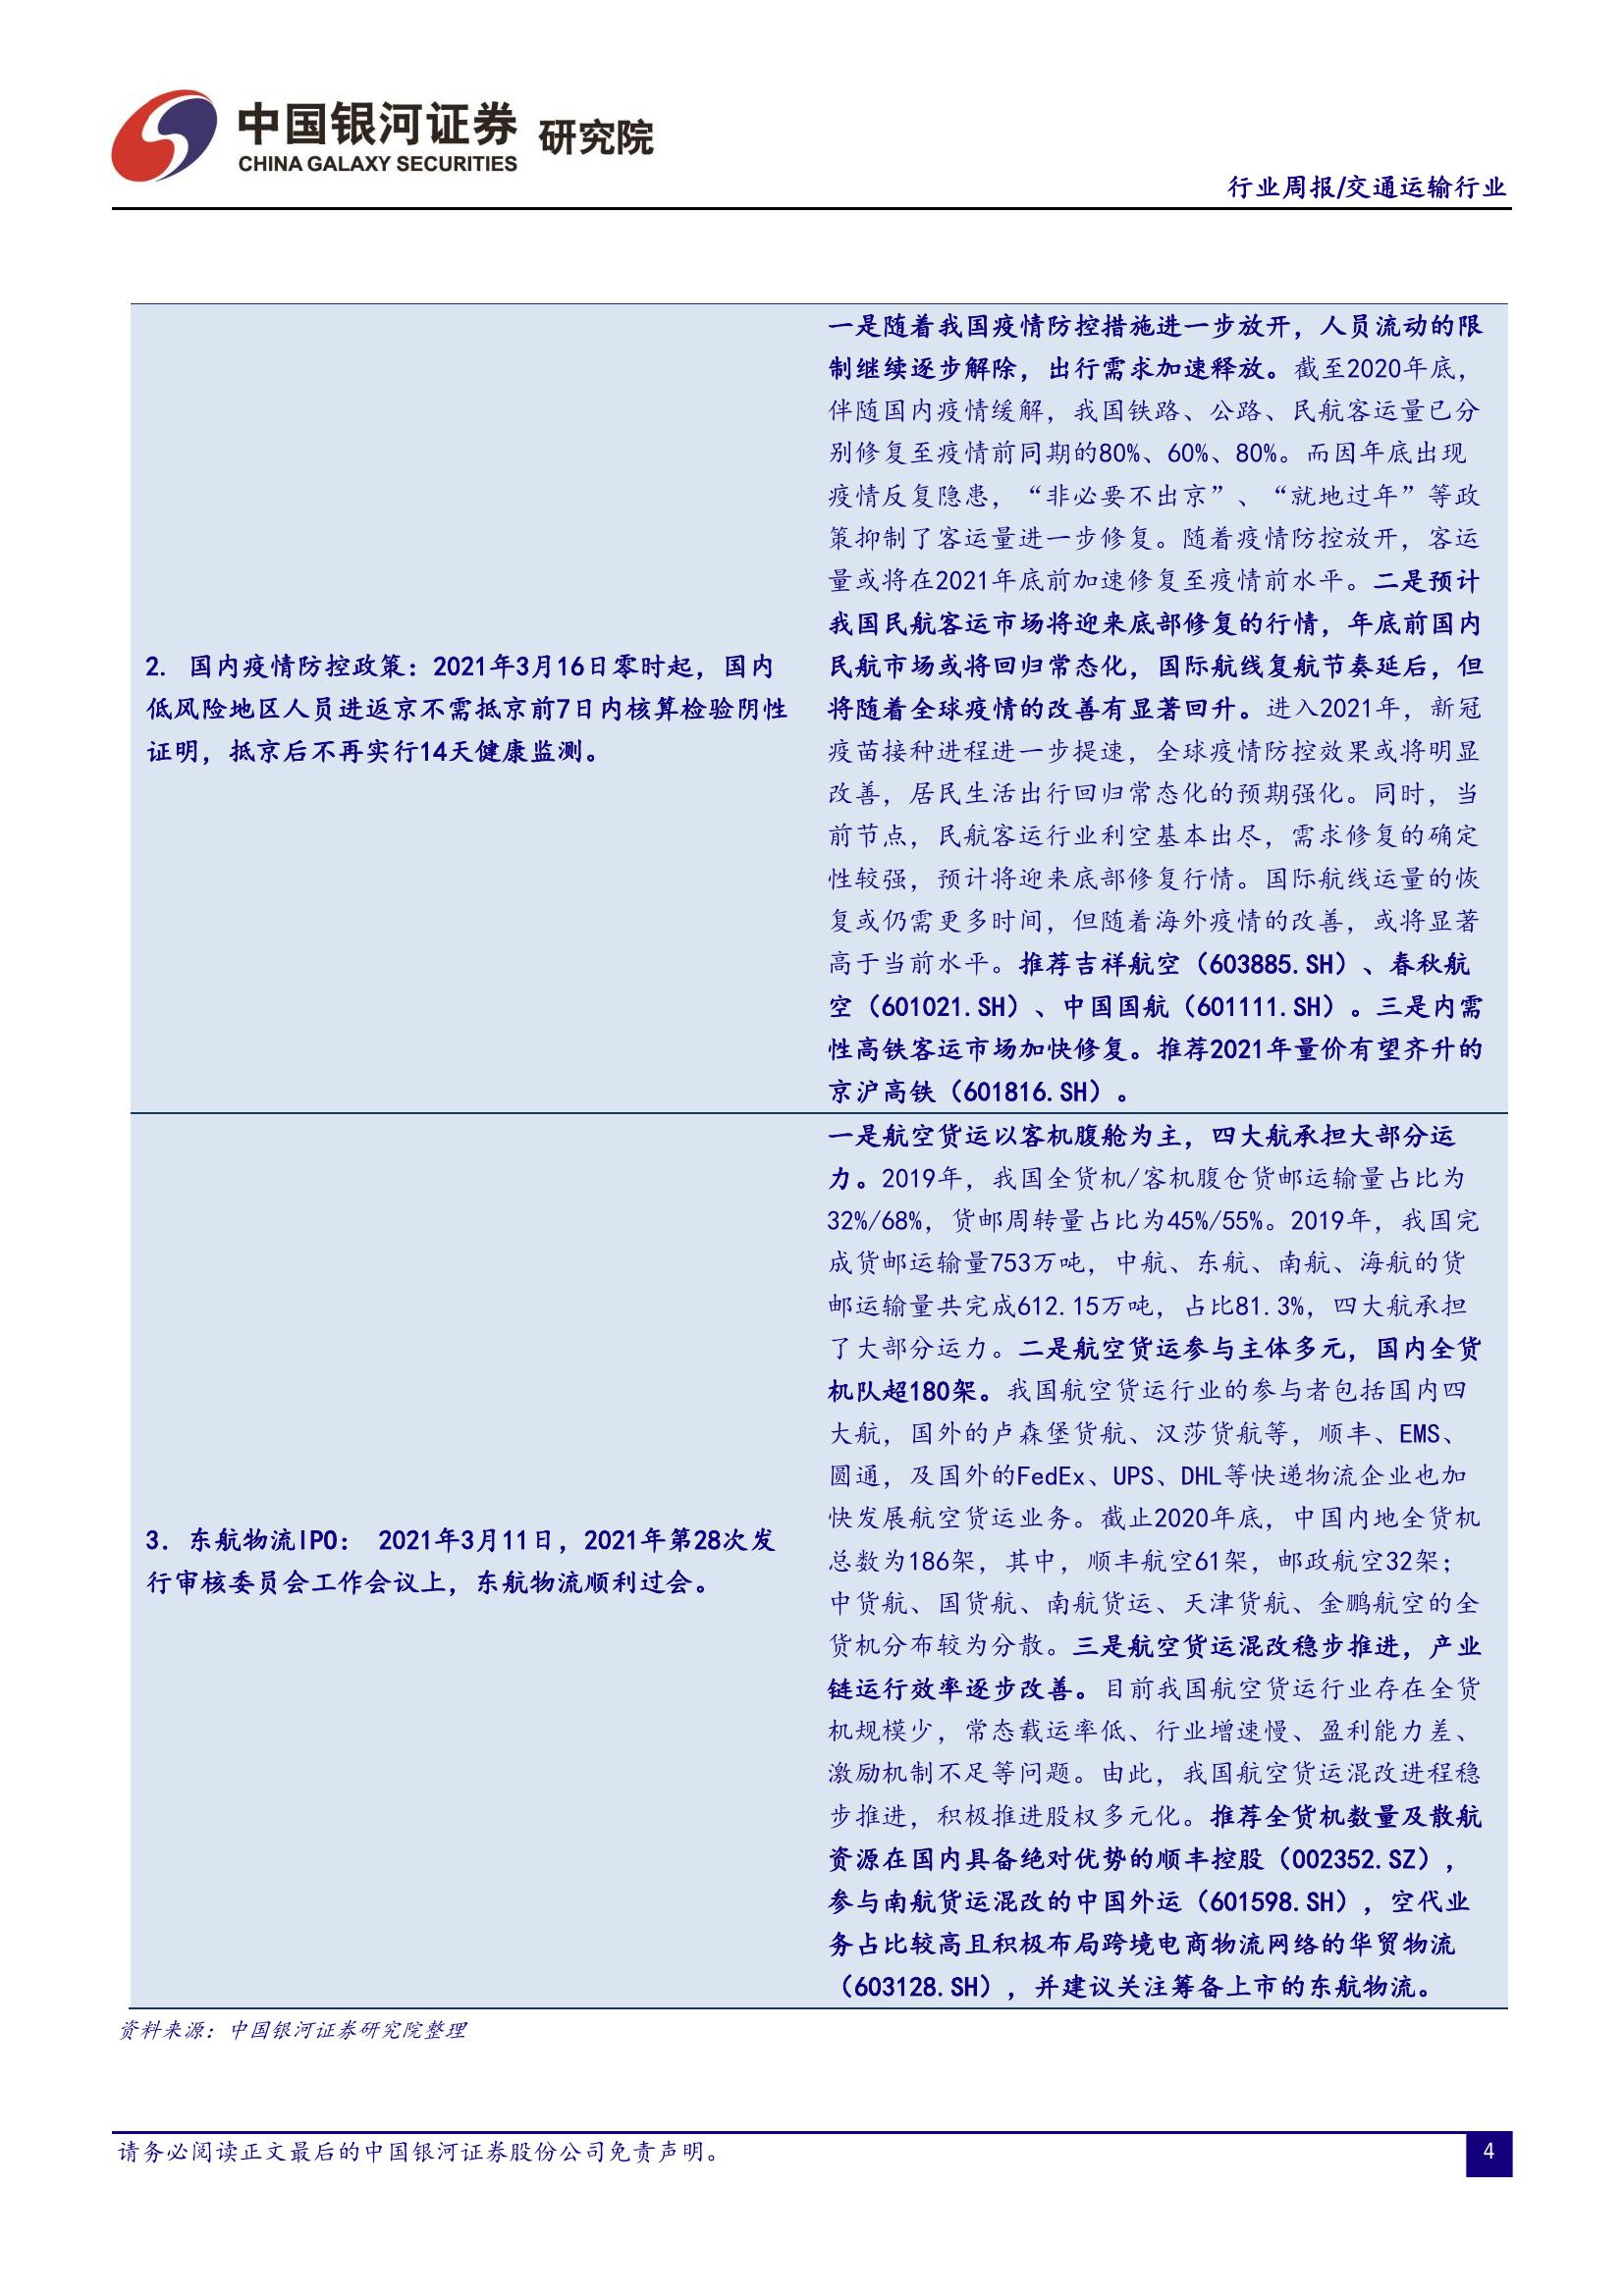 中国银河证券 研究院
CHINA GALAXY SECURITIES
行业周报/交通运输行业
2. 国内疫情防控政策：2021年3月16日零时起，国内
低风险地区人员进返京不需抵京前7日内核算检验阴性
证明，抵京后不再实行14天健康监测。
一是随着我国疫情防控措施进一步放开，人员流动的限
制继续逐步解除，出行需求加速释放。截至2020年底，
伴随国内疫情缓解，我国铁路、公路、民航客运量已分
别修复至疫情前同期的80%、60%、80%。而因年底出现
疫情反复隐患，“非必要不出京”、“就地过年”等政
策抑制了客运量进一步修复。随着疫情防控放开，客运
量或将在2021年底前加速修复至疫情前水平。二是预计
我国民航客运市场将迎来底部修复的行情，年底前国内
民航市场或将回归常态化，国际航线复航节奏延后，但
将随着全球疫情的改善有显著回升。进入2021年，新冠
疫苗接种进程进一步提速，全球疫情防控效果或将明显
改善，居民生活出行回归常态化的预期强化。同时，当
前节点，民航客运行业利空基本出尽，需求修复的确定
性较强，预计将迎来底部修复行情。国际航线运量的恢
复或仍需更多时间，但随着海外疫情的改善，或将显著
高于当前水平。推荐吉祥航空（603885.SH）、春秋航
空（601021.SH）、中国国航（601111.SH）。三是内需
性高铁客运市场加快修复。推荐2021年量价有望齐升的
京沪高铁（601816.SH）。
3. 东航物流IPO： 2021年3月11日，2021年第28次发
行审核委员会工作会议上，东航物流顺利过会。
一是航空货运以客机腹舱为主，四大航承担大部分运
力。2019年，我国全货机/客机腹仓货邮运输量占比为
32%/68%，货邮周转量占比为45%/55%。2019年，我国完
成货邮运输量753万吨，中航、东航、南航、海航的货
邮运输量共完成612.15万吨，占比81.3%，四大航承担
了大部分运力。二是航空货运参与主体多元，国内全货
机队超180架。我国航空货运行业的参与者包括国内四
大航，国外的卢森堡货航、汉莎货航等，顺丰、EMS、
圆通，及国外的FedEx、UPS、DHL等快递物流企业也加
快发展航空货运业务。截止2020年底，中国内地全货机
总数为186架，其中，顺丰航空61架，邮政航空32架；
中货航、国货航、南航货运、天津货航、金鹏航空的全
货机分布较为分散。三是航空货运混改稳步推进，产业
链运行效率逐步改善。目前我国航空货运行业存在全货
机规模少，常态载运率低、行业增速慢、盈利能力差、
激励机制不足等问题。由此，我国航空货运混改进程稳
步推进，积极推进股权多元化。推荐全货机数量及散航
资源在国内具备绝对优势的顺丰控股（002352.SZ），
参与南航货运混改的中国外运（601598.SH），空代业
务占比较高且积极布局跨境电商物流网络的华贸物流
（603128.SH），并建议关注筹备上市的东航物流。
资料来源：中国银河证券研究院整理
请务必阅读正文最后的中国银河证券股份公司免责声明。
4